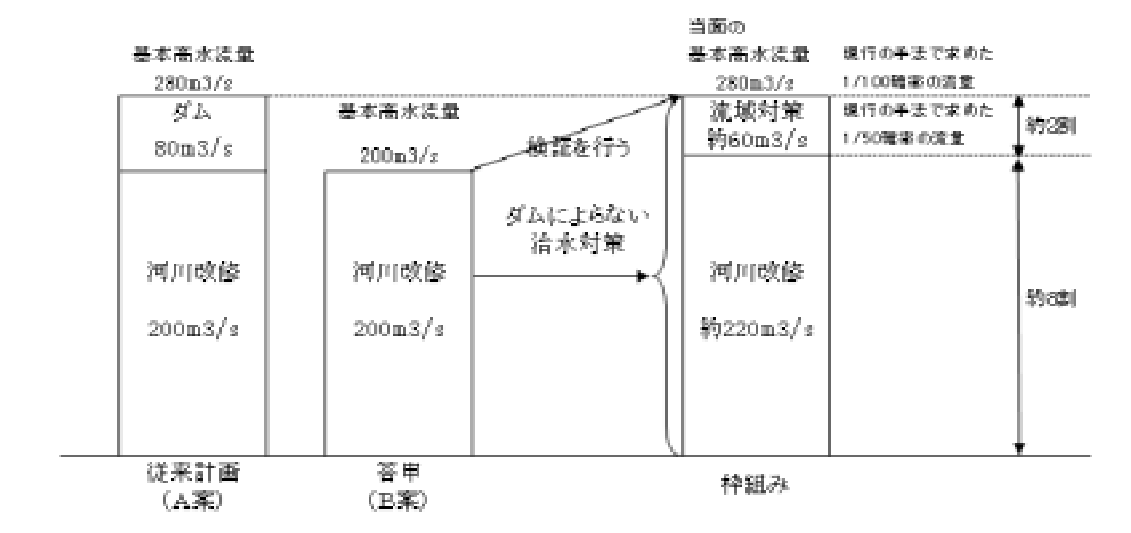 基本高水流量
280m3/s
ダム
80m3/s
河川改修
200m3/s
従来計画
(A案)
基本高水流量
200m3/s
河川改修
200m3/s
答申
(B案)
検証を行う
ダムによらない
治水対策
当面の
基本高水流量
280m3/s
流域対策
約60m3/s
河川改修
約220m3/s
枠組み
現行の手法で求めた
1/100確率の流量
現行の手法で求めた
1/50確率の流量
約2割
約8割